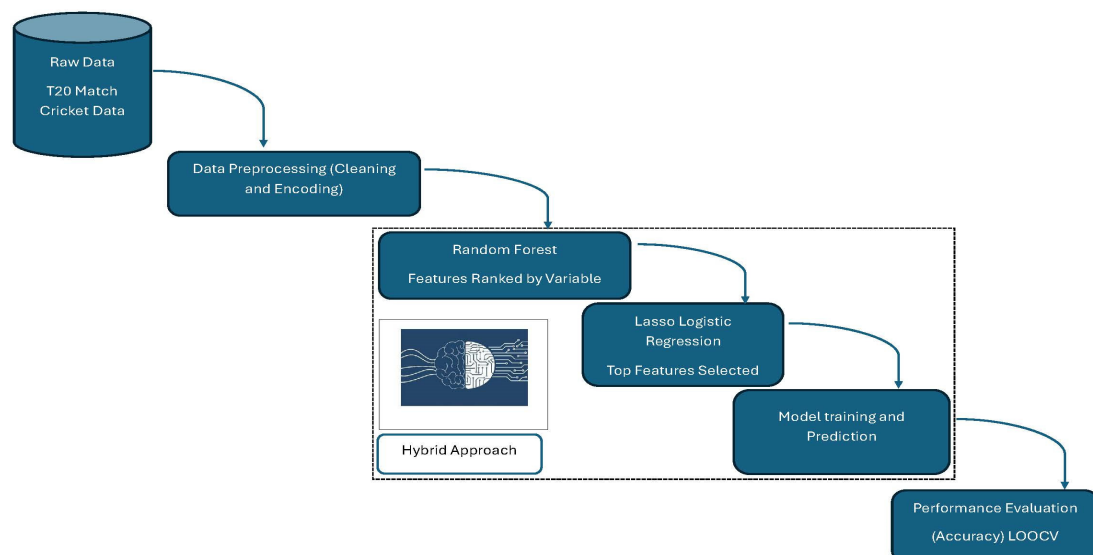 Raw Data
T20 Match
Cricket Data
Data Preprocessing (Cleaning
and Encoding)
Random Forest
Features Ranked by Variable
Lasso Logistic
Regression
Top Features Selected
Model training and
Prediction
Hybrid Approach
Performance Evaluation
(Accuracy) LOOCV